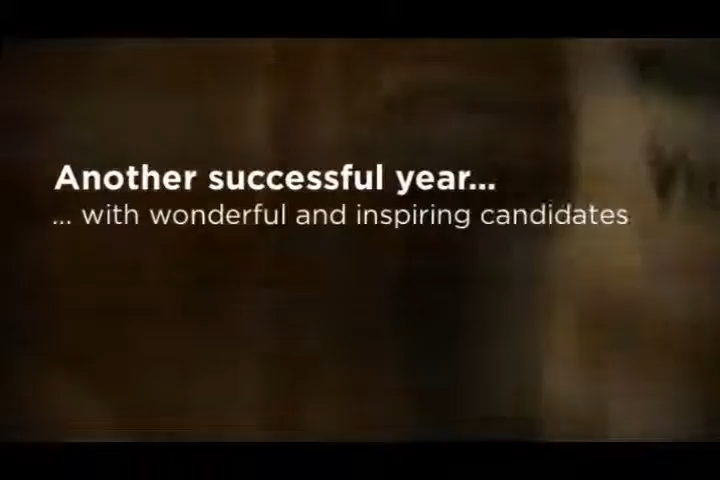 Another successful year...
... with wonderful and inspiring candidates